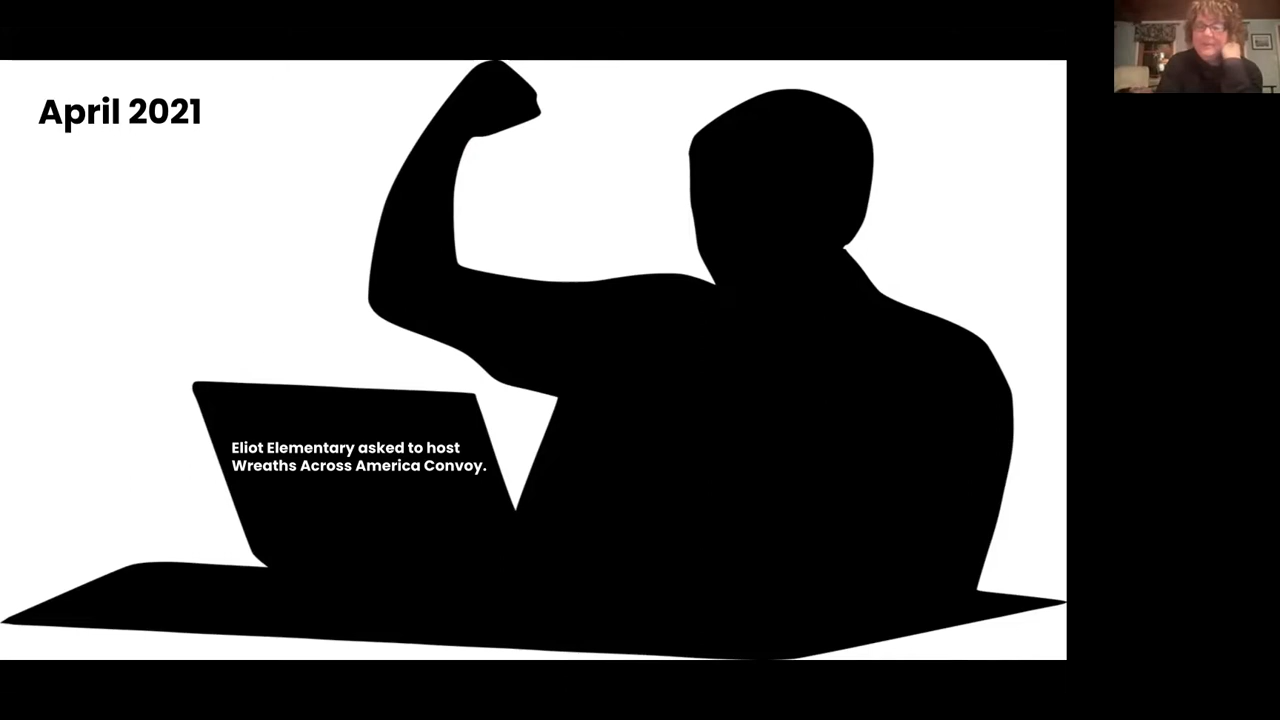 April 2021
Eliot Elementary asked to host
Wreaths Across America Convoy.